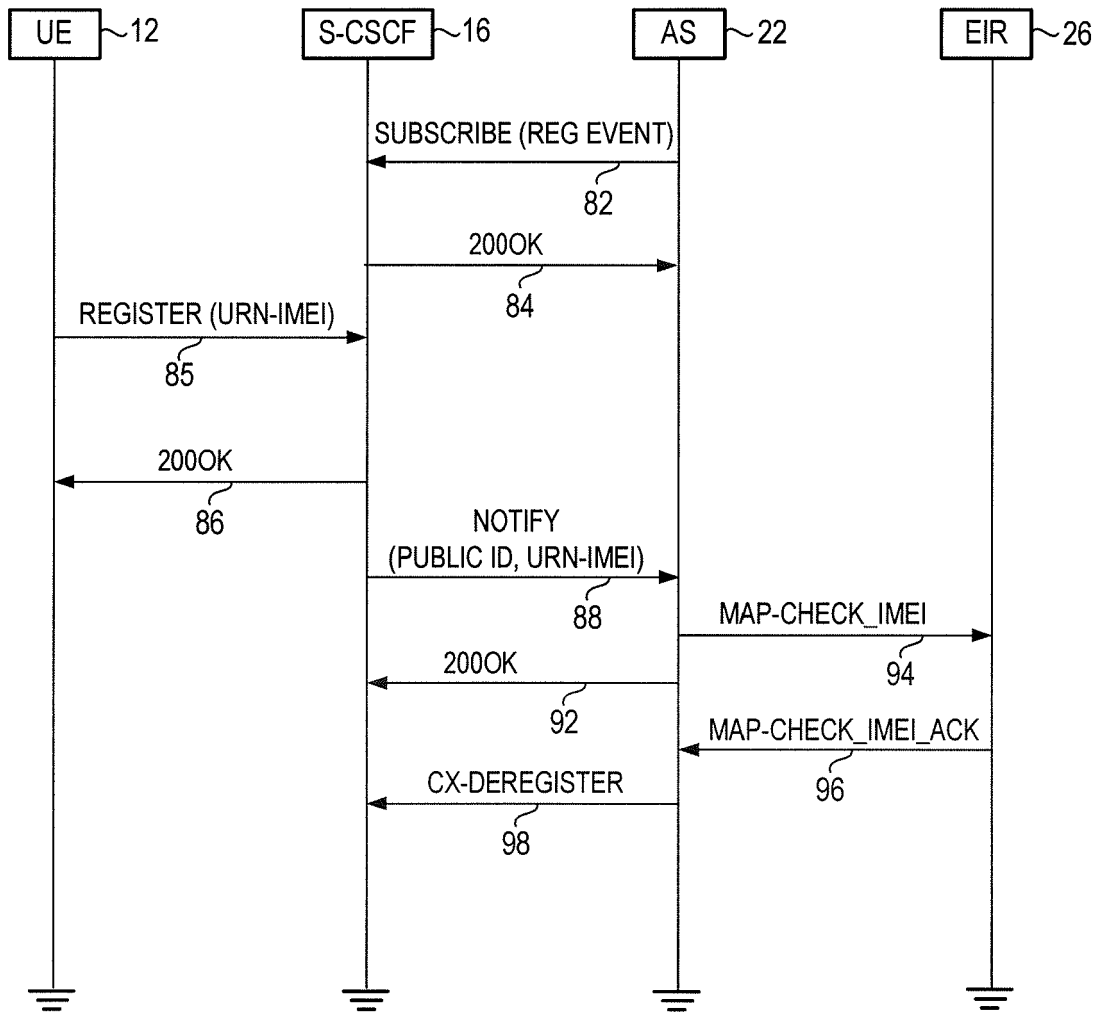 UE 12 S-CSCF 16 AS 22 EIR 26
SUBSCRIBE (REG EVENT)
82
200OK
84
REGISTER (URN-IMEI)
85
200OK
86
NOTIFY
(PUBLIC ID, URN-IMEI)
88
MAP-CHECK_IMEI
94
200OK
92
MAP-CHECK_IMEI_ACK
96
CX-DEREGISTER
98